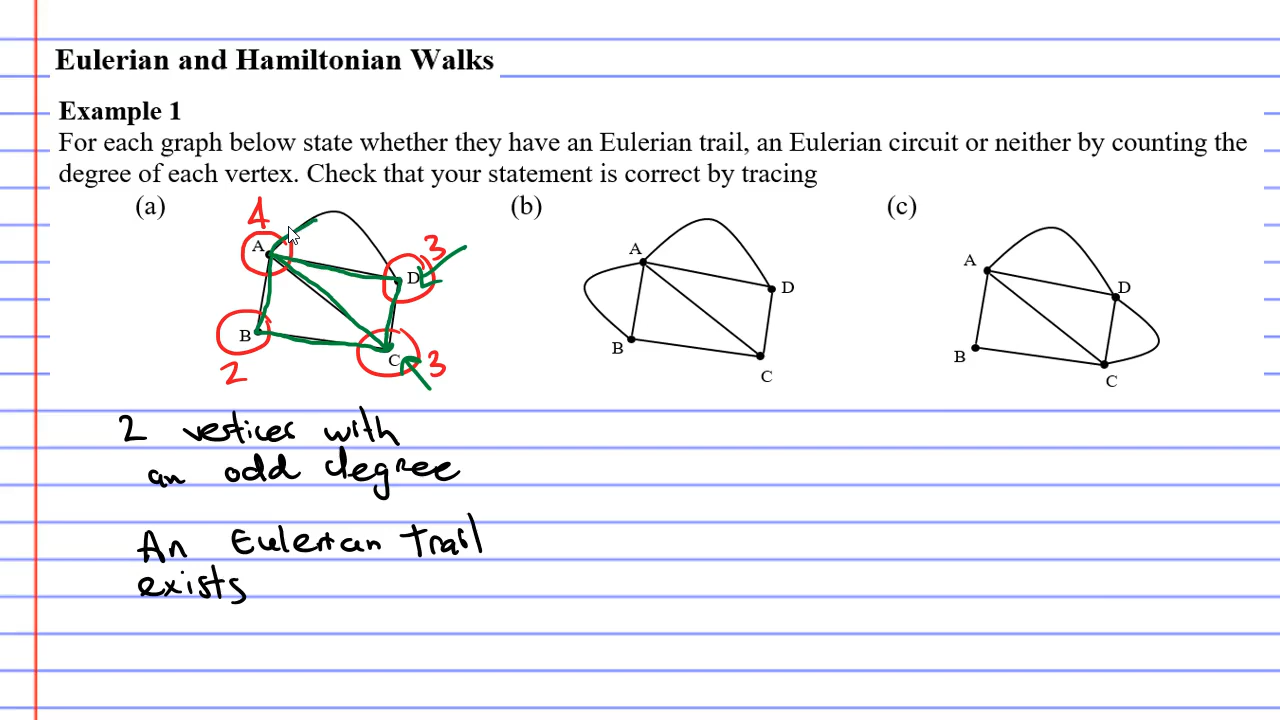 Eulerian and Hamiltonian Walks
Example 1
For each graph below state whether they have an Eulerian trail, an Eulerian circuit or neither by counting the
degree of each vertex. Check that your statement is correct by tracing
(a) (b) (c)
4 3
A D
B C
2 3
A D
B C
A D
B C
2 vertices with
an odd degree
An Eulerian trail
exists